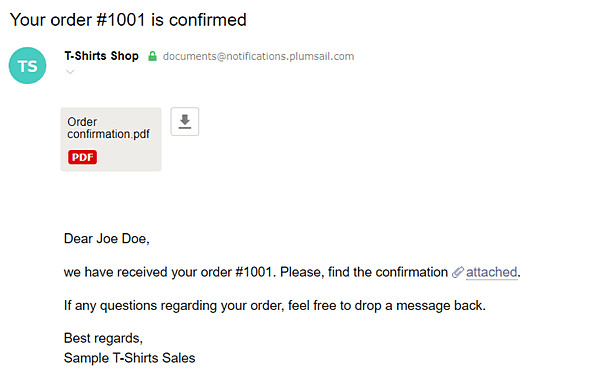 Your order #1001 is confirmed
TS
T-Shirts Shop documents@notifications.plumsail.com
Order
confirmation.pdf
PDF
Dear Joe Doe,
we have received your order #1001. Please, find the confirmation attached.
If any questions regarding your order, feel free to drop a message back.
Best regards,
Sample T-Shirts Sales